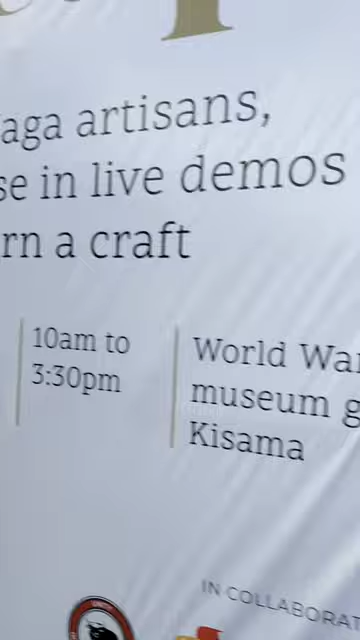 aga artisans,
se in live demos
rn a craft
10am to
3:30pm
World War
museum g
Kisama
IN COLLABORAT